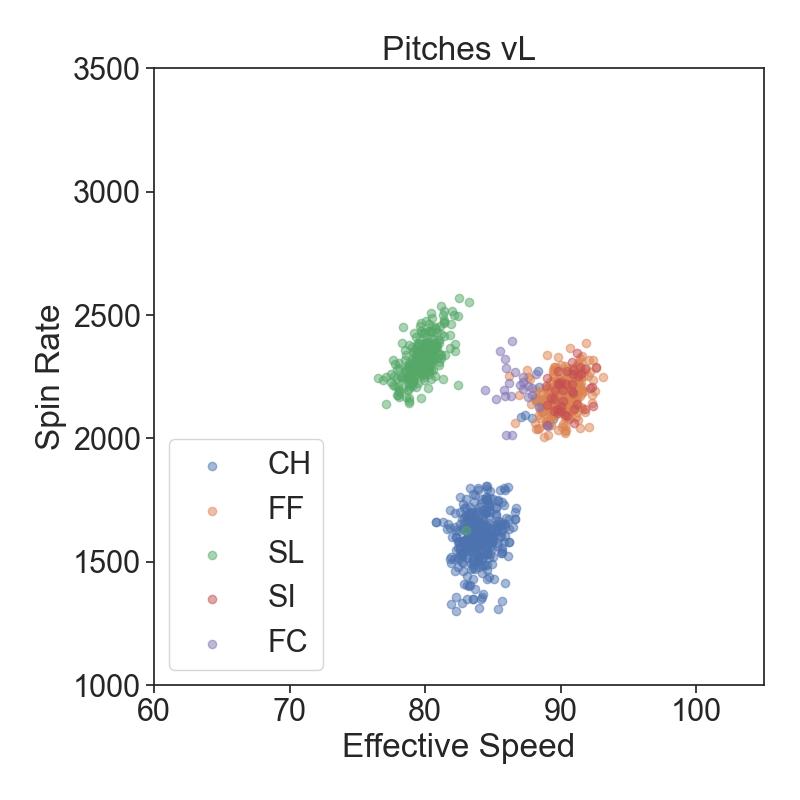 Pitches vL
3500
3000
2500
2000
1500
1000
Spin Rate
CH
FF
SL
SI
FC
60 70 80 90 100
Effective Speed